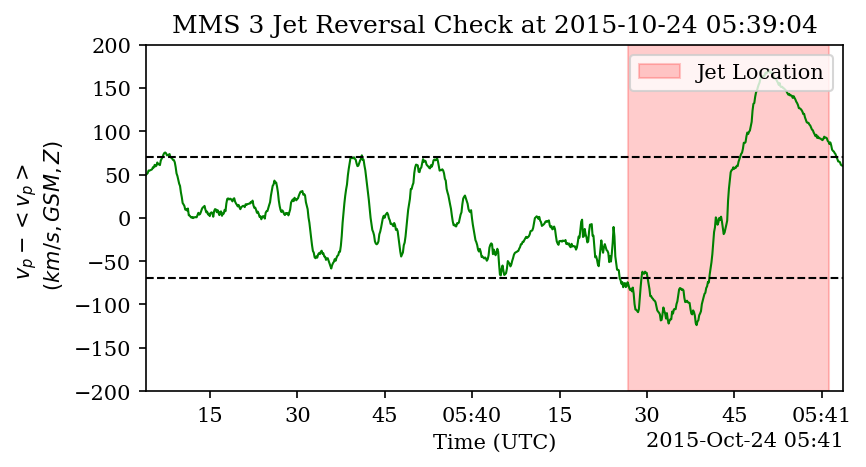 MMS 3 Jet Reversal Check at 2015-10-24 05:39:04
200
150
100
50
0
−50
−100
−150
−200
v_p − < v_p >
(km/s, GSM, Z)
Jet Location
15 30 45 05:40 15 30 45 05:41
Time (UTC)
2015-Oct-24 05:41